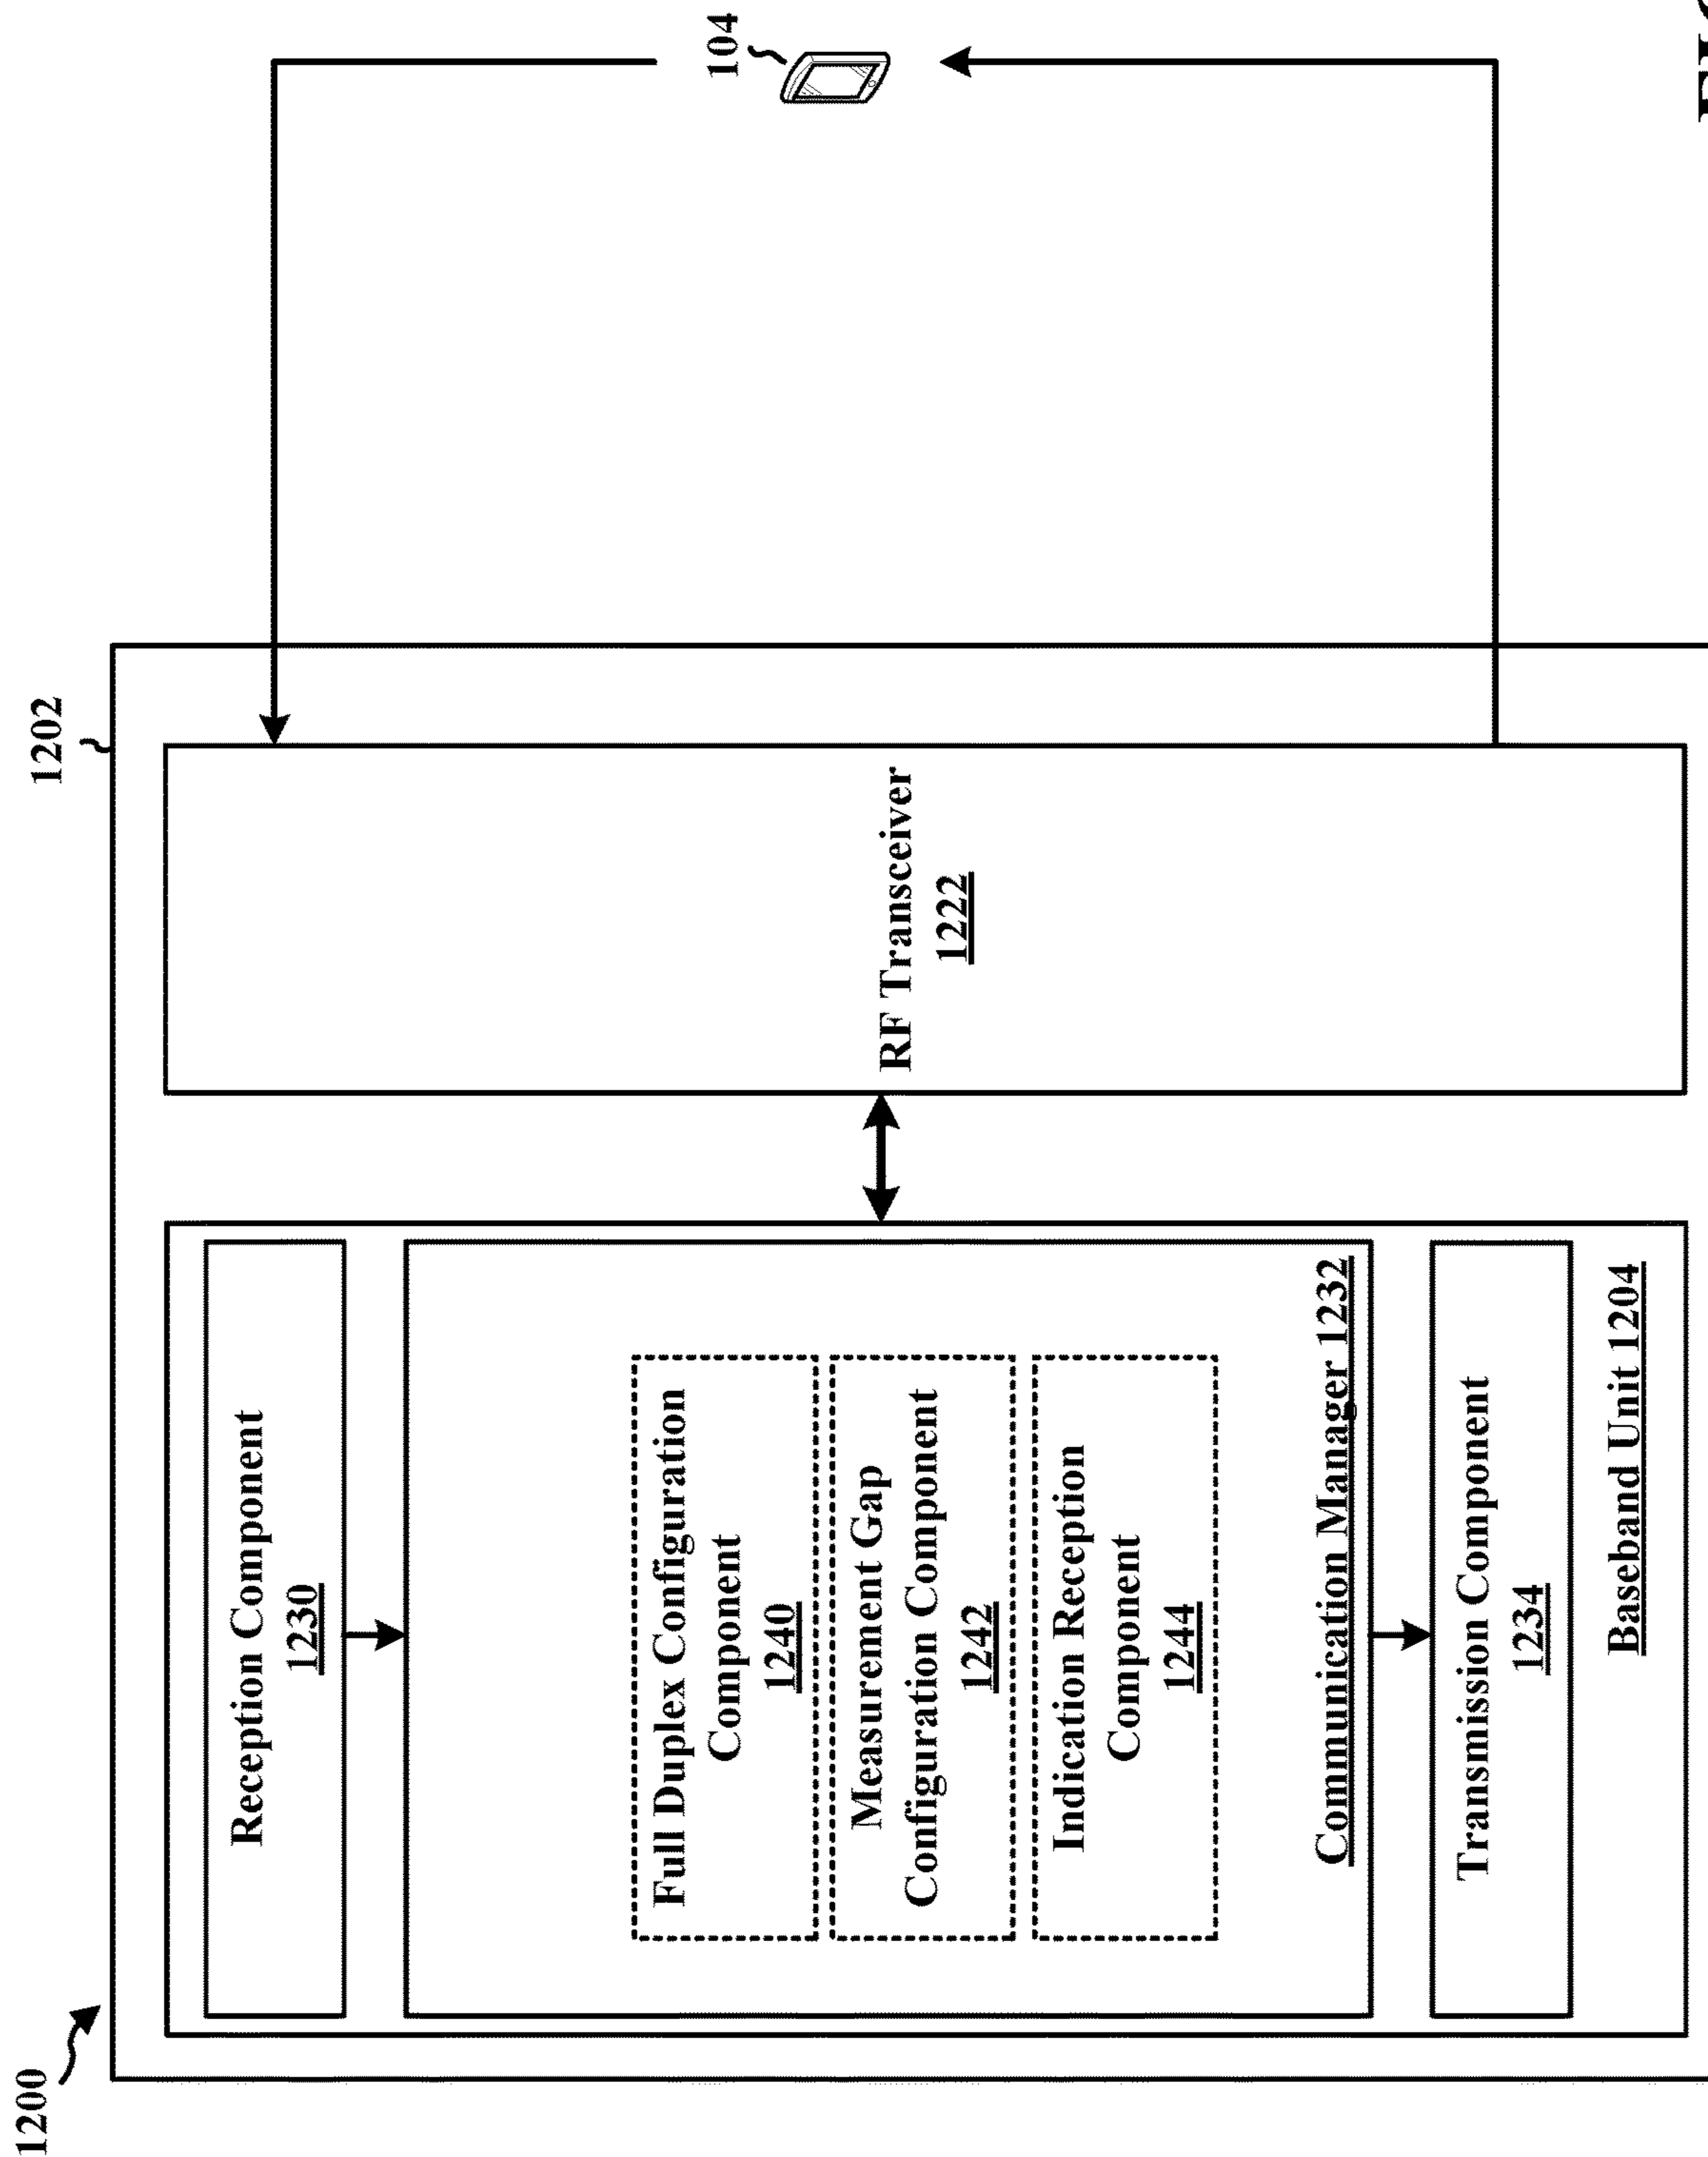 1200
1202
104
Reception Component
1230
Full Duplex Configuration
Component
1240
Measurement Gap
Configuration Component
1242
Indication Reception
Component
1244
Communication Manager 1232
Transmission Component
1234
Baseband Unit 1204
RF Transceiver
1222